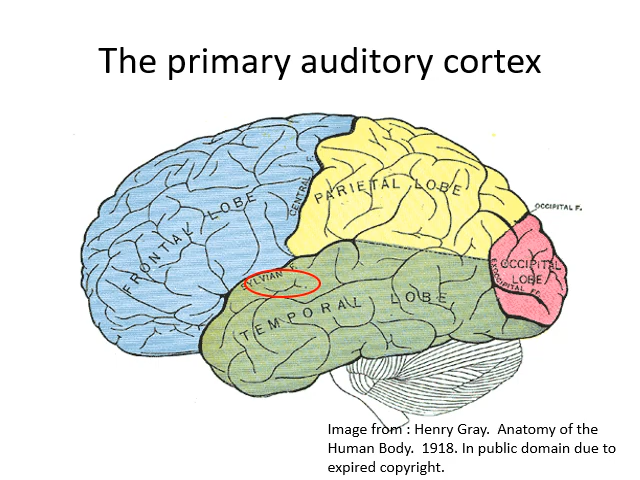 The primary auditory cortex
FRONTAL LOBE
CENTRAL F.
PARIETAL LOBE
OCCIPITAL F.
SYLVIAN F.
OCCIPITAL
LOBE
EXOCCIPITAL FF.
TEMPORAL LOBE
Image from : Henry Gray.  Anatomy of the
Human Body.  1918. In public domain due to
expired copyright.